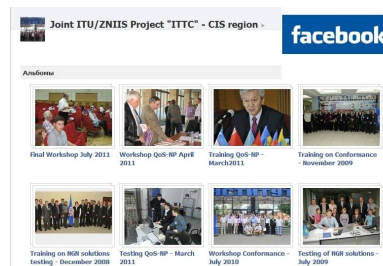 Joint ITU/ZNIIS Project "ITTC" - CIS region
facebook
Альбомы
Final Workshop July 2011
Workshop QoS-NP April
2011
Training QoS-NP -
March2011
Training on Conformance
- November 2009
Training on NGN solutions
testing - December 2008
Testing QoS-NP - March
2011
Workshop Conformance -
July 2010
Testing of NGN solutions -
July 2009